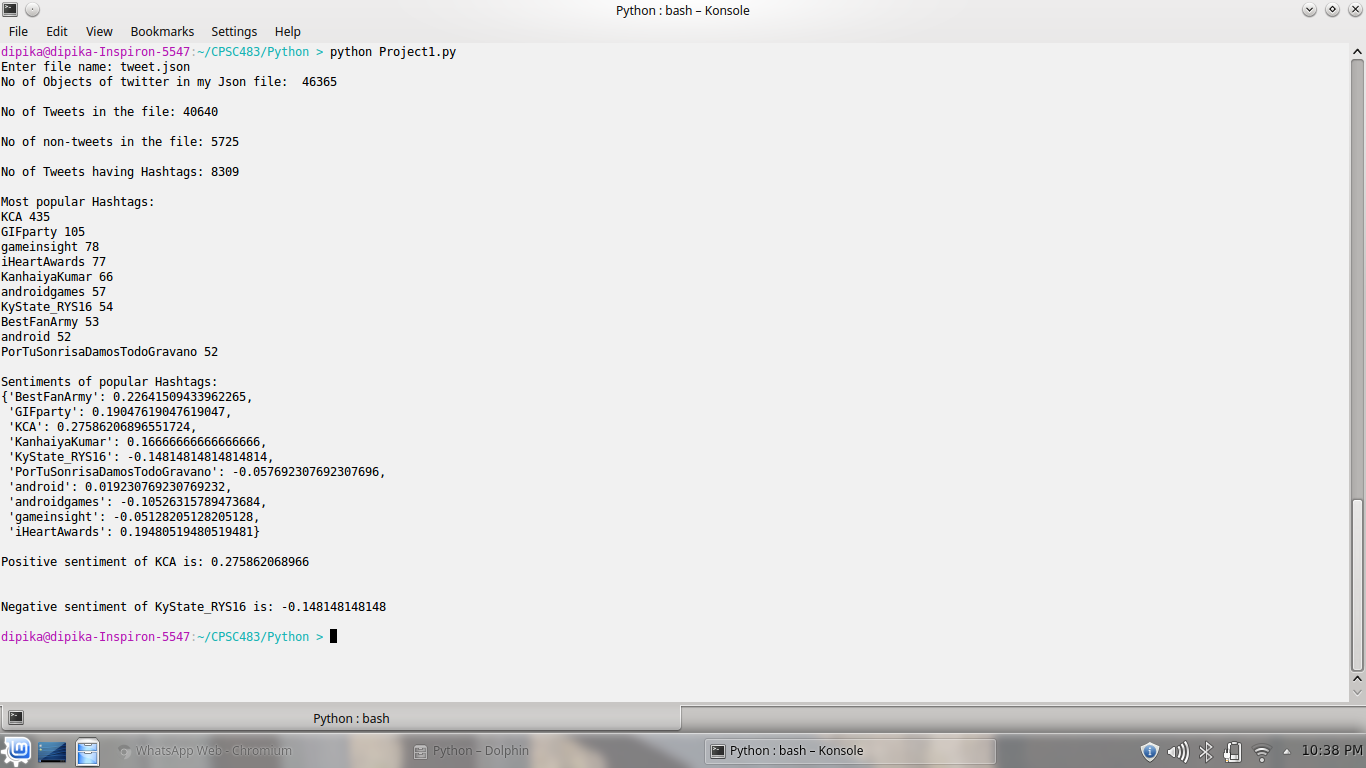 Python : bash – Konsole
File Edit View Bookmarks Settings Help
dipika@dipika-Inspiron-5547:~/CPSC483/Python > python Project1.py
Enter file name: tweet.json
No of Objects of twitter in my Json file:  46365
No of Tweets in the file: 40640
No of non-tweets in the file: 5725
No of Tweets having Hashtags: 8309
Most popular Hashtags:
KCA 435
GIFparty 105
gameinsight 78
iHeartAwards 77
KanhaiyaKumar 66
androidgames 57
KyState_RYS16 54
BestFanArmy 53
android 52
PorTuSonrisaDamosTodoGravano 52
Sentiments of popular Hashtags:
{'BestFanArmy': 0.22641509433962265,
 'GIFparty': 0.19047619047619047,
 'KCA': 0.27586206896551724,
 'KanhaiyaKumar': 0.16666666666666666,
 'KyState_RYS16': -0.14814814814814814,
 'PorTuSonrisaDamosTodoGravano': -0.057692307692307696,
 'android': 0.019230769230769232,
 'androidgames': -0.10526315789473684,
 'gameinsight': -0.05128205128205128,
 'iHeartAwards': 0.19480519480519481}
Positive sentiment of KCA is: 0.275862068966
Negative sentiment of KyState_RYS16 is: -0.148148148148
dipika@dipika-Inspiron-5547:~/CPSC483/Python >
Python : bash
WhatsApp Web - Chromium
Python – Dolphin
Python : bash – Konsole
10:38 PM